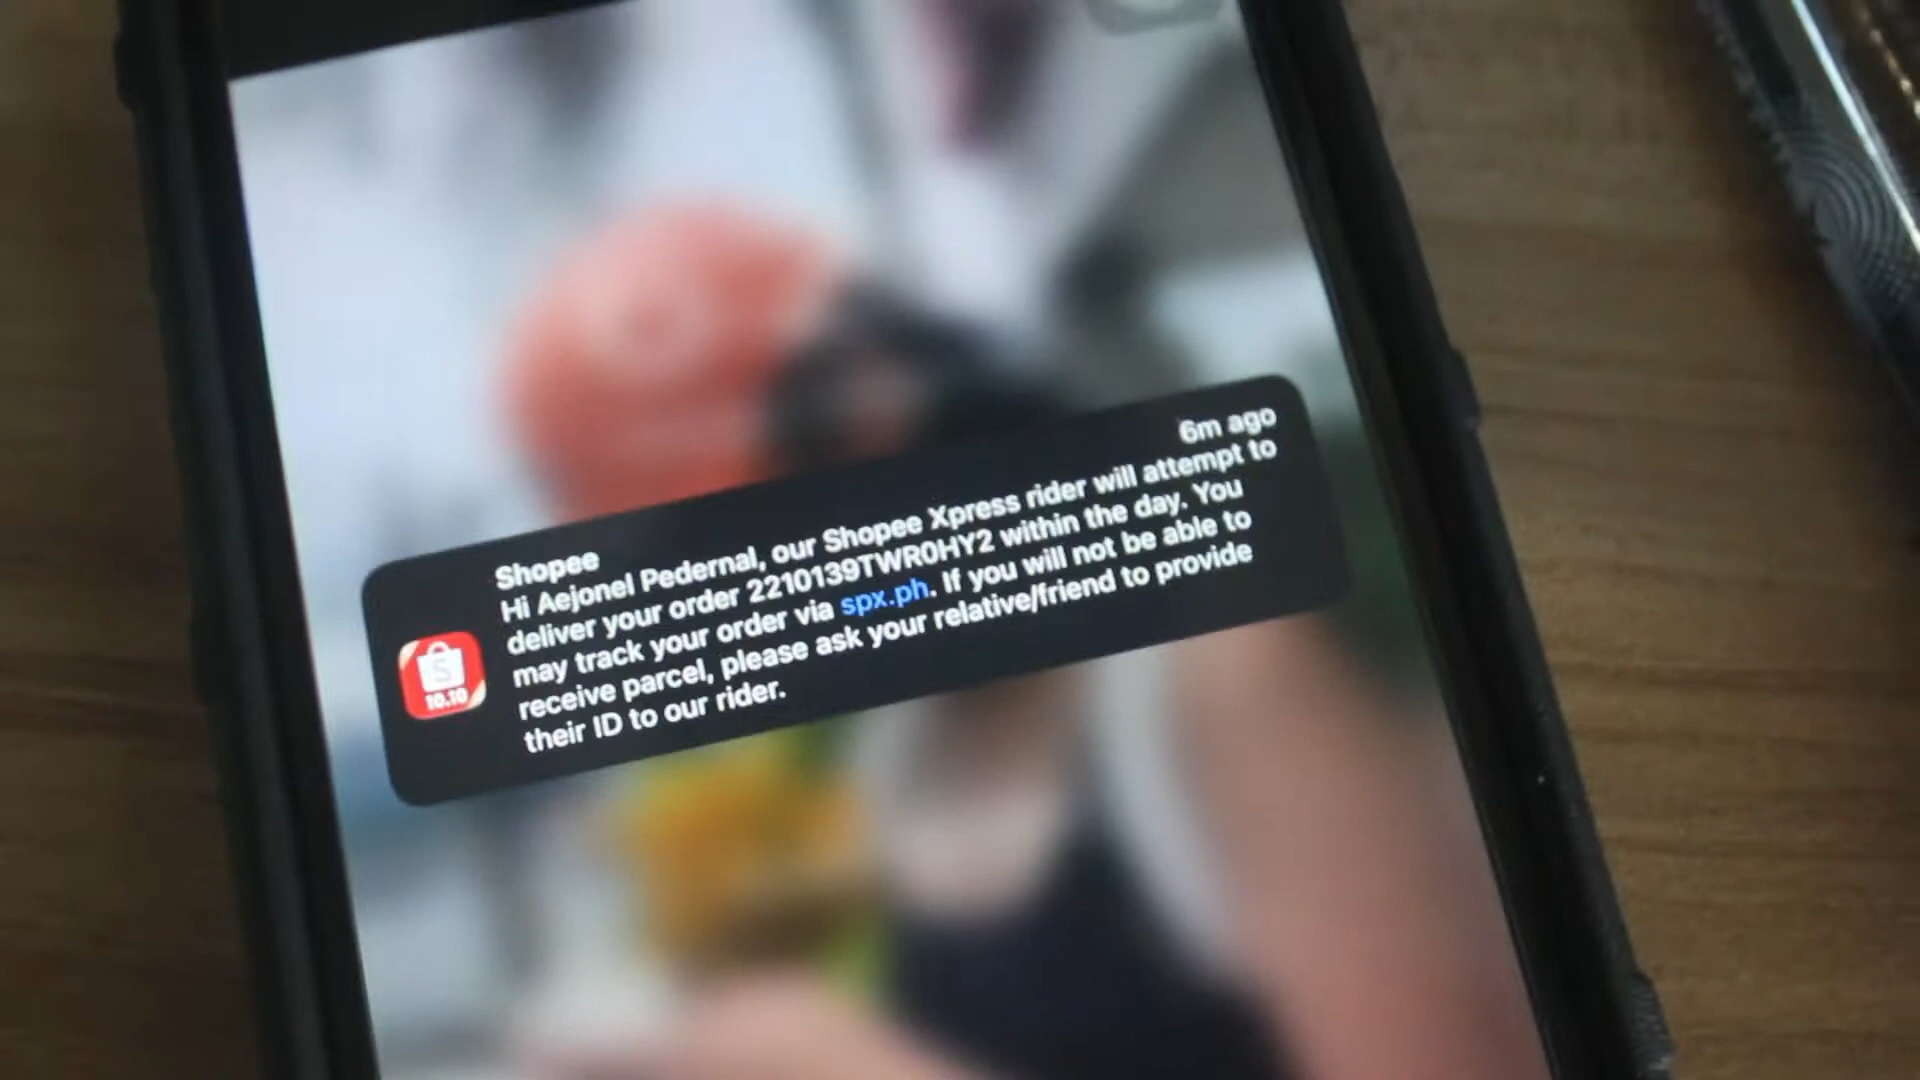 6m ago
Shopee
Hi Aejonel Pedernal, our Shopee Xpress rider will attempt to
deliver your order 2210139TWR0HY2 within the day. You
may track your order via spx.ph. If you will not be able to
receive parcel, please ask your relative/friend to provide
their ID to our rider.
S
10.10